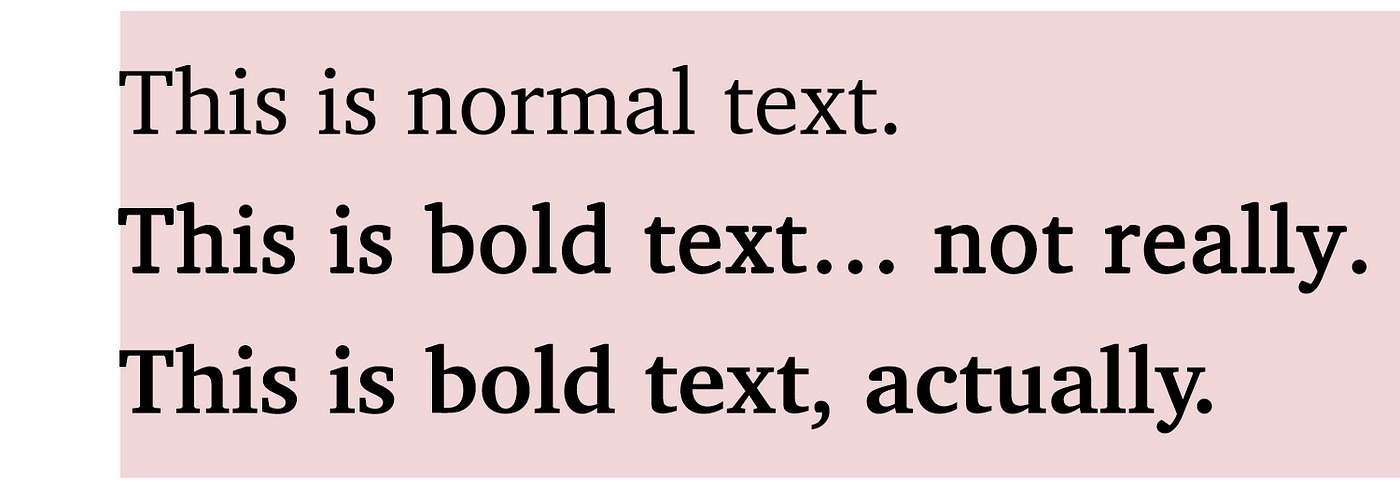 This is normal text.
This is bold text… not really.
This is bold text, actually.